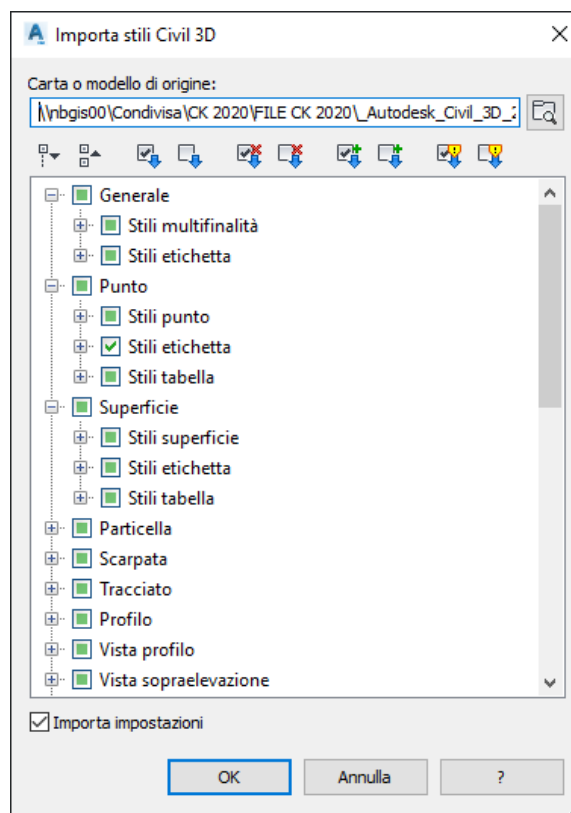 Importa stili Civil 3D
Carta o modello di origine:
\\nbgis00\Condivisa\CK 2020\FILE CK 2020\_Autodesk_Civil_3D_2
Generale
Stili multifinalità
Stili etichetta
Punto
Stili punto
Stili etichetta
Stili tabella
Superficie
Stili superficie
Stili etichetta
Stili tabella
Particella
Scarpata
Tracciato
Profilo
Vista profilo
Vista sopraelevazione
Importa impostazioni
OK Annulla ?